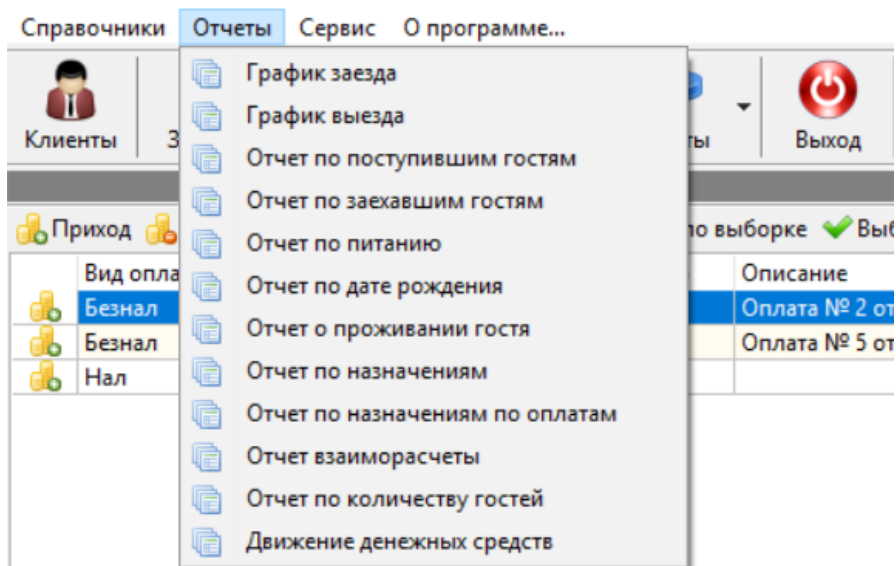 Справочники Отчеты Сервис О программе...
График заезда
График выезда
Клиенты Выход
Отчет по поступившим гостям
Отчет по заехавшим гостям
Приход по выборке
Отчет по питанию
Вид Описание
Отчет по дате рождения
Безнал Оплата № 2 от
Отчет о проживании гостя
Безнал Оплата № 5 от
Отчет по назначениям
Нал
Отчет по назначениям по оплатам
Отчет взаиморасчеты
Отчет по количеству гостей
Движение денежных средств